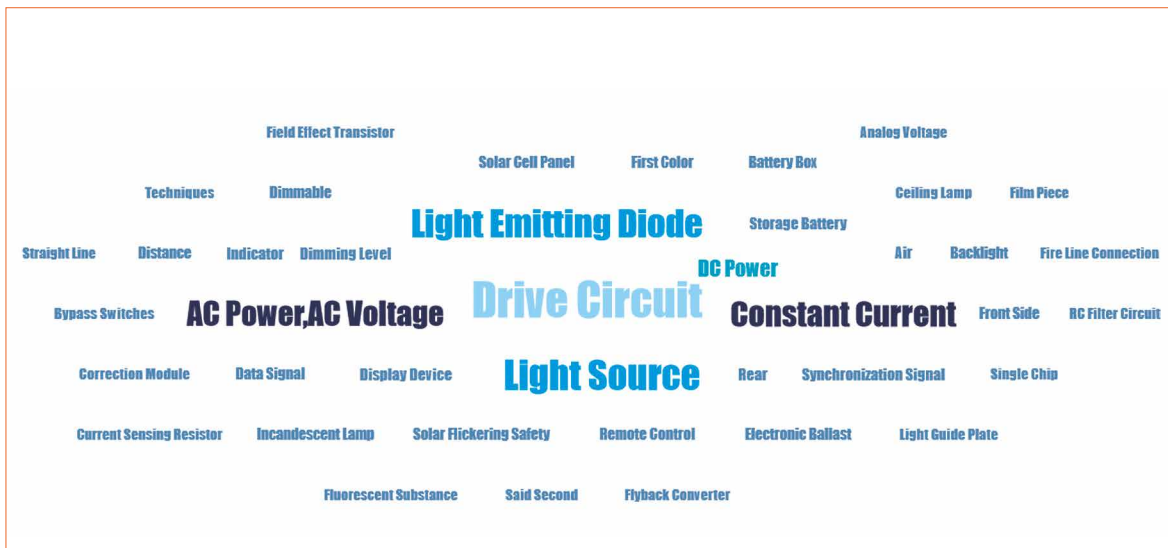 Field Effect Transistor Analog Voltage
Solar Cell Panel First Color Battery Box
Techniques Dimmable Ceiling Lamp Film Piece
Light Emitting Diode Storage Battery
Straight Line Distance Indicator Dimming Level Air Backlight Fire Line Connection
DC Power
Bypass Switches AC Power,AC Voltage Drive Circuit Constant Current Front Side RC Filter Circuit
Correction Module Data Signal Display Device Light Source Rear Synchronization Signal Single Chip
Current Sensing Resistor Incandescent Lamp Solar Flickering Safety Remote Control Electronic Ballast Light Guide Plate
Fluorescent Substance Said Second Flyback Converter